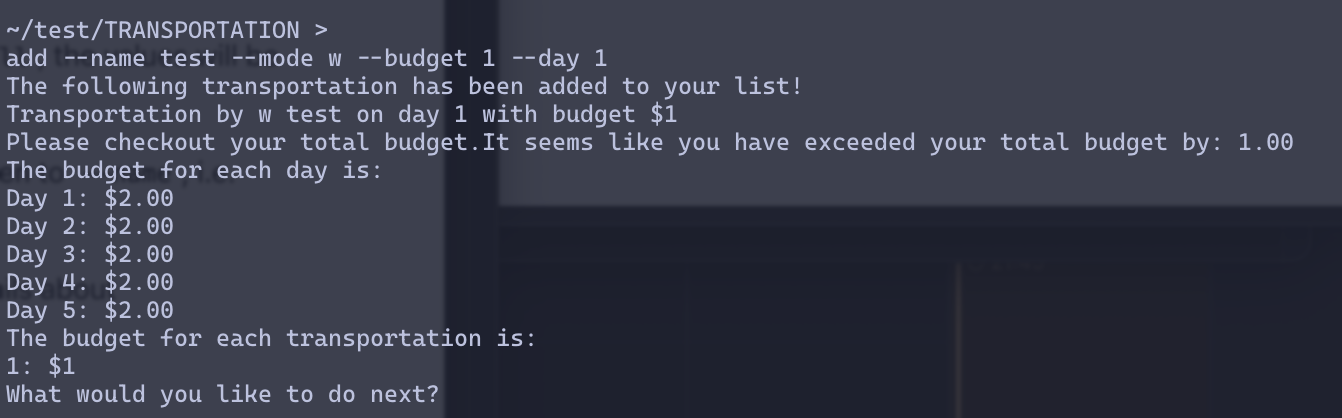 ~/test/TRANSPORTATION >
add --name test --mode w --budget 1 --day 1
The following transportation has been added to your list!
Transportation by w test on day 1 with budget $1
Please checkout your total budget.It seems like you have exceeded your total budget by: 1.00
The budget for each day is:
Day 1: $2.00
Day 2: $2.00
Day 3: $2.00
Day 4: $2.00
Day 5: $2.00
The budget for each transportation is:
1: $1
What would you like to do next?